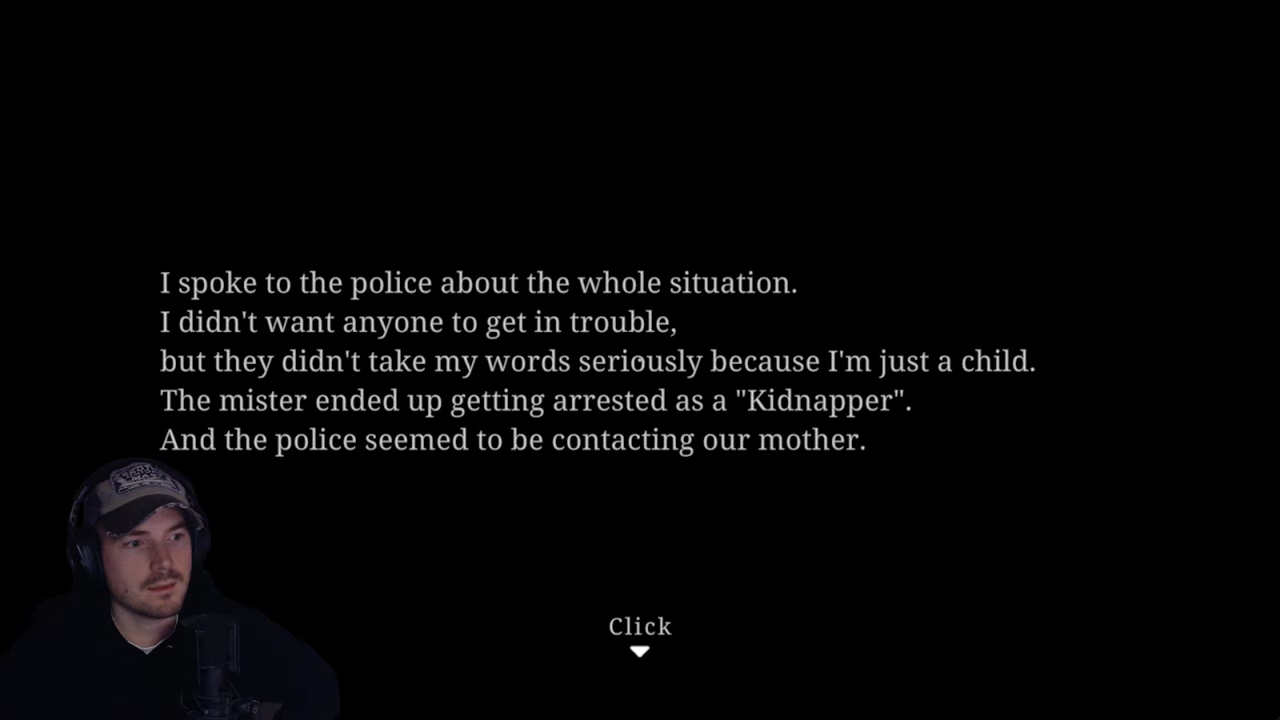 I spoke to the police about the whole situation.
I didn't want anyone to get in trouble,
but they didn't take my words seriously because I'm just a child.
The mister ended up getting arrested as a "Kidnapper".
And the police seemed to be contacting our mother.
Click